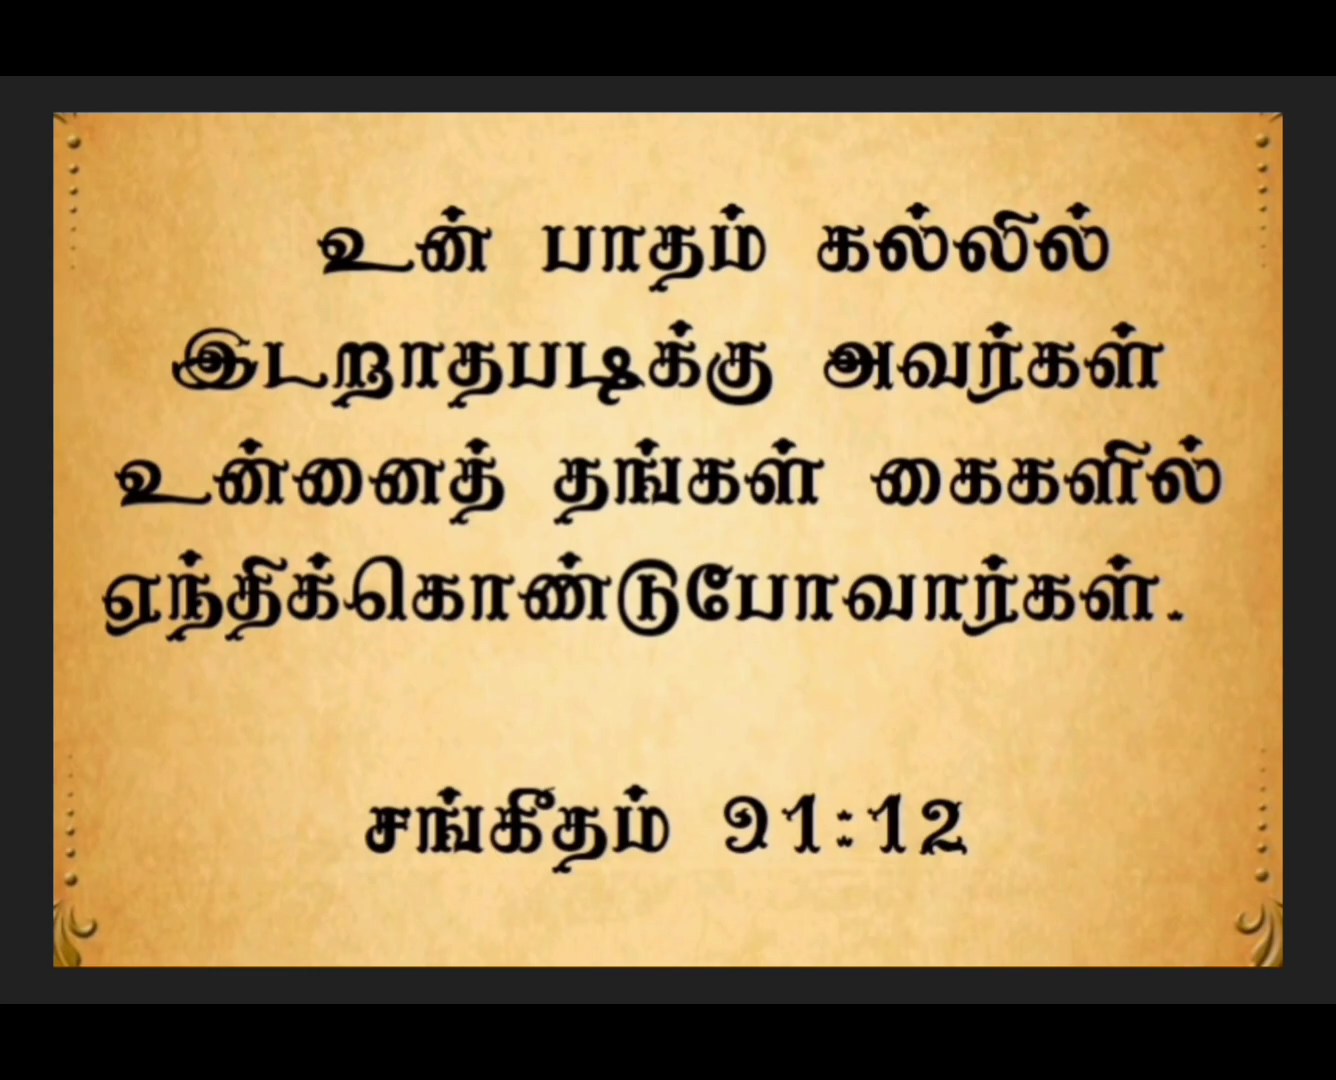 உன் பாதம் கல்லில்
இடறாதபடிக்கு அவர்கள்
உன்னைத் தங்கள் கைகளில்
ஏந்திக்கொண்டுபோவார்கள்.
சங்கீதம் 91:12